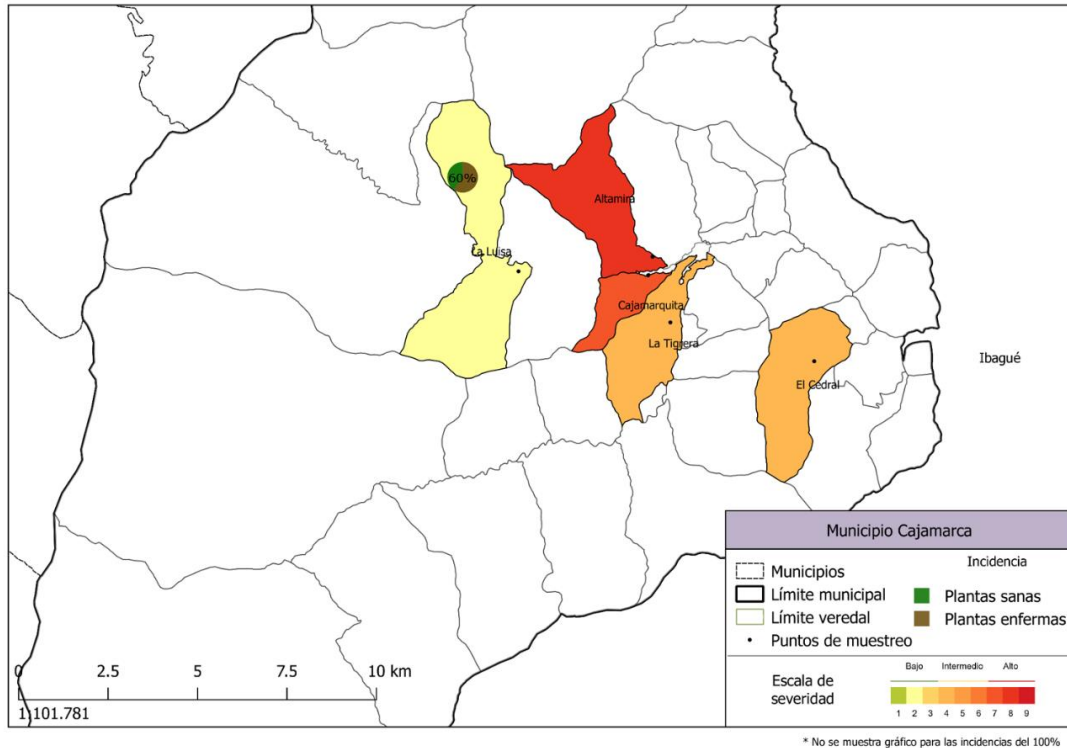 60%
Altamira
La Luisa
Cajamarquita
La Tigrera
El Cedral
Ibagué
0 2.5 5 7.5 10 km
1:101.781
Municipio Cajamarca
Incidencia
Municipios
Límite municipal
Límite veredal
Puntos de muestreo
Plantas sanas
Plantas enfermas
Escala de
severidad
Bajo Intermedio Alto
1 2 3 4 5 6 7 8 9
* No se muestra gráfico para las incidencias del 100%